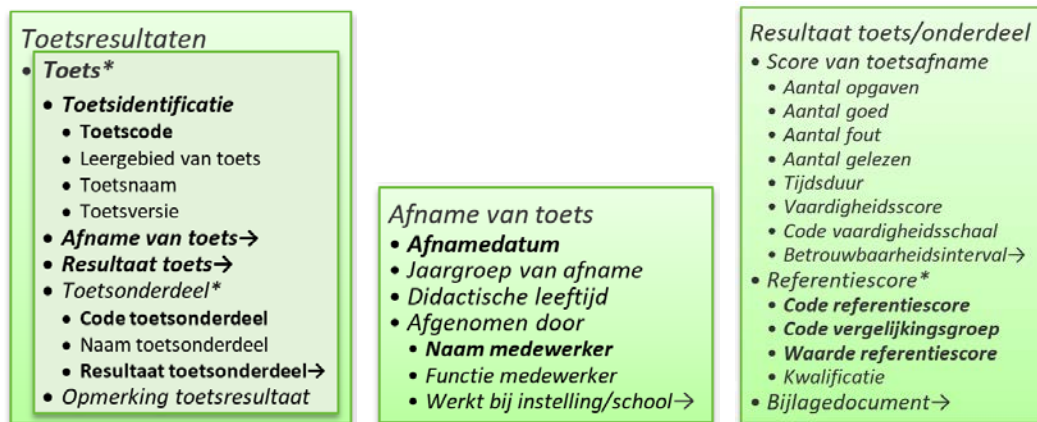 Toetsresultaten
• Toets*
• Toetsidentificatie
• Toetscode
• Leergebied van toets
• Toetsnaam
• Toetsversie
• Afname van toets→
• Resultaat toets→
• Toetsonderdeel*
• Code toetsonderdeel
• Naam toetsonderdeel
• Resultaat toetsonderdeel→
• Opmerking toetsresultaat
Afname van toets
• Afnamedatum
• Jaargroep van afname
• Didactische leeftijd
• Afgenomen door
• Naam medewerker
• Functie medewerker
• Werkt bij instelling/school→
Resultaat toets/onderdeel
• Score van toetsafname
• Aantal opgaven
• Aantal goed
• Aantal fout
• Aantal gelezen
• Tijdsduur
• Vaardigheidsscore
• Code vaardigheidsschaal
• Betrouwbaarheidsinterval→
• Referentiescore*
• Code referentiescore
• Code vergelijkingsgroep
• Waarde referentiescore
• Kwalificatie
• Bijlagedocument→